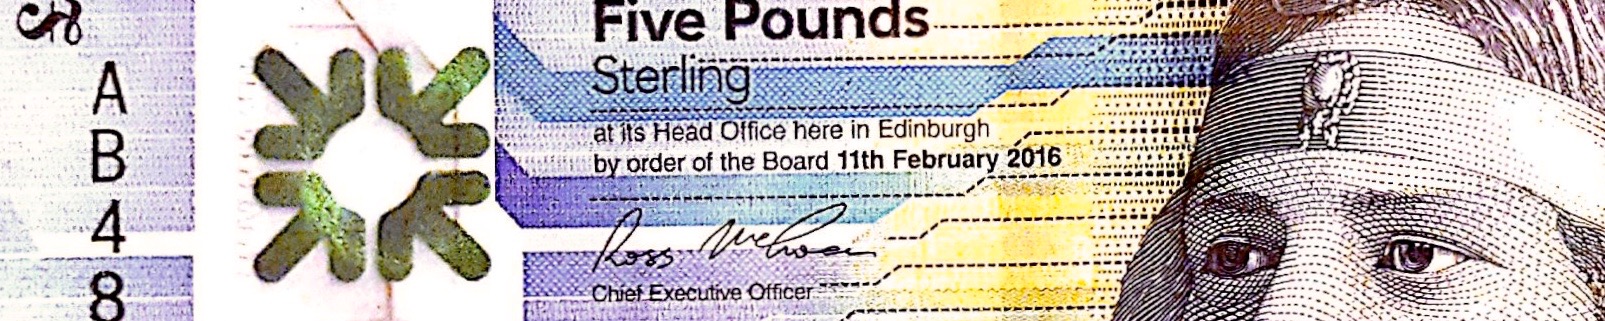 A
B
4
8
Five Pounds
Sterling
at its Head Office here in Edinburgh
by order of the Board 11th February 2016
Ross McEwan
Chief Executive Officer